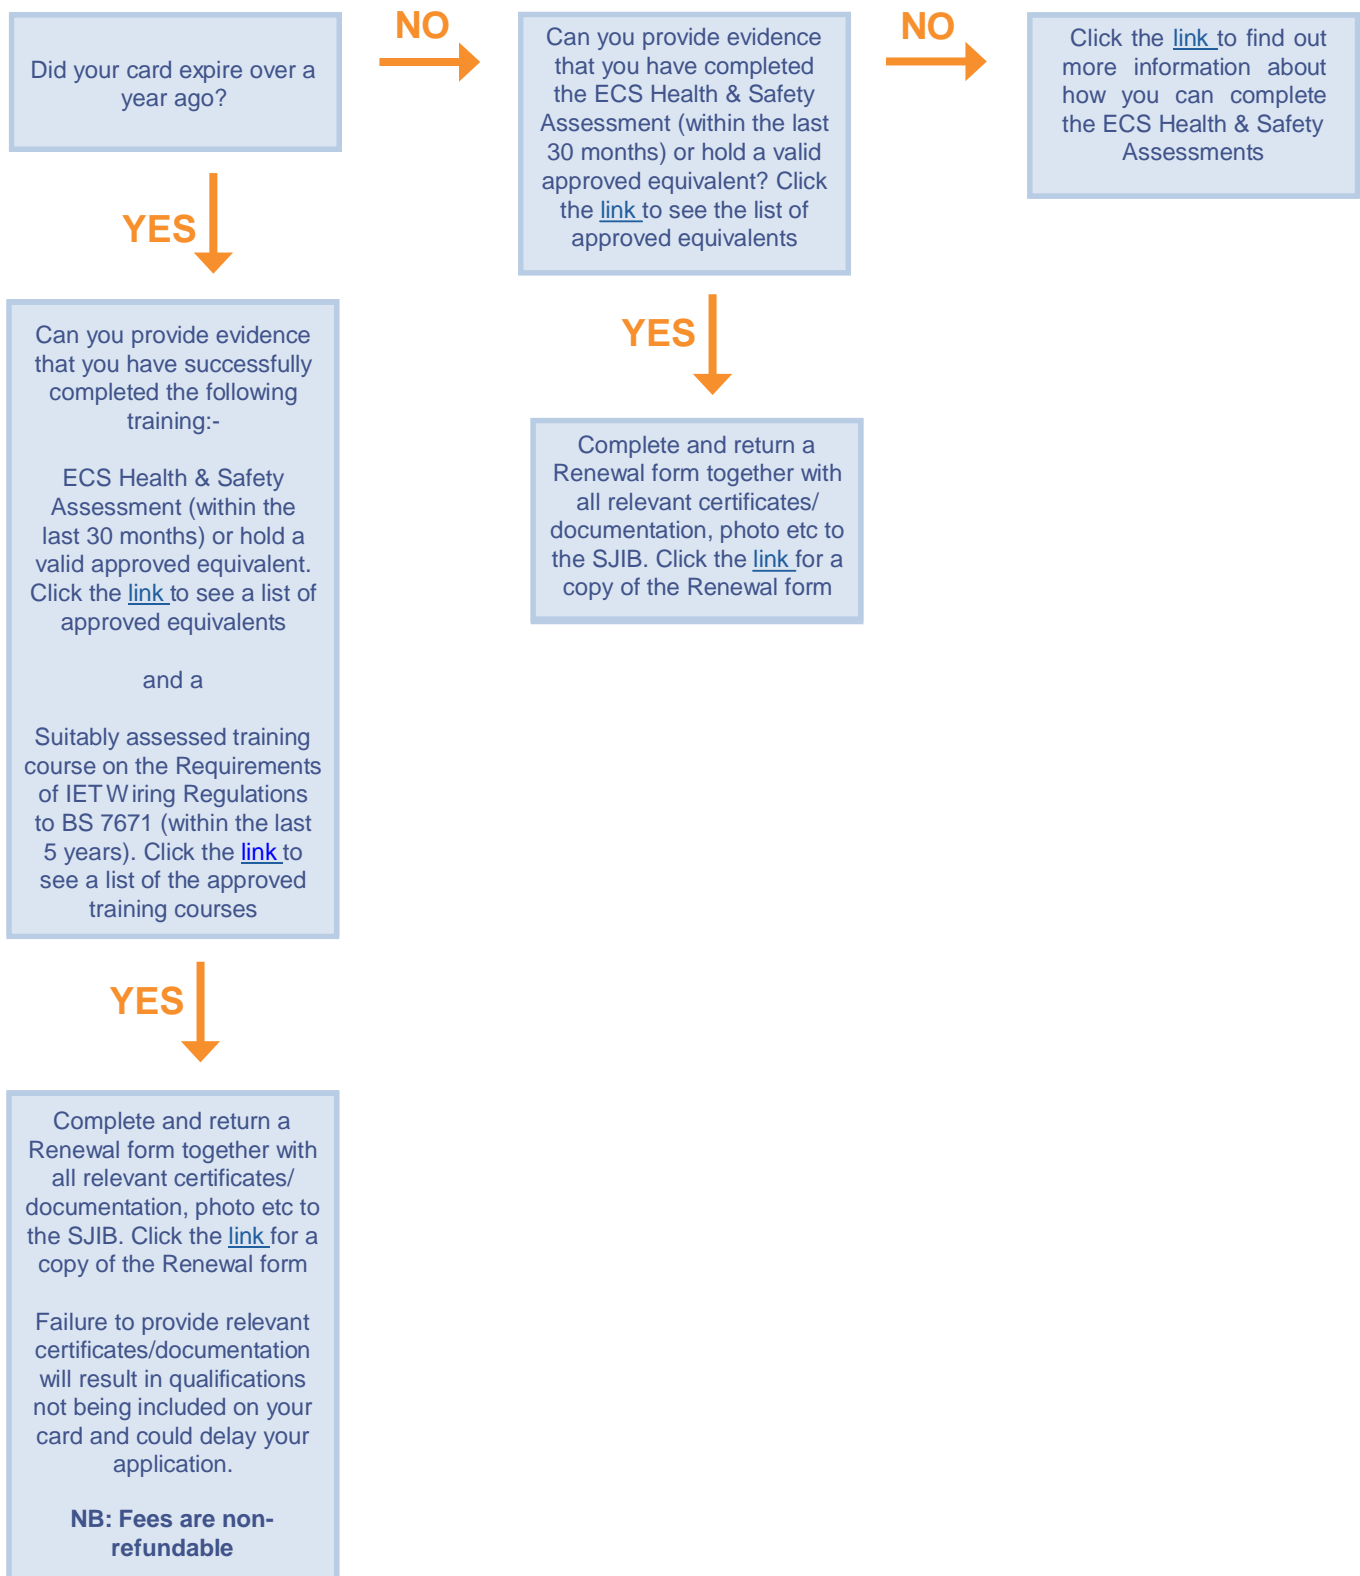 Did your card expire over a
year ago?
NO
Can you provide evidence
that you have completed
the ECS Health & Safety
Assessment (within the last
30 months) or hold a valid
approved equivalent? Click
the link to see the list of
approved equivalents
NO
Click the link to find out
more information about
how you can complete
the ECS Health & Safety
Assessments
YES
Can you provide evidence
that you have successfully
completed the following
training:-
ECS Health & Safety
Assessment (within the
last 30 months) or hold a
valid approved equivalent.
Click the link to see a list of
approved equivalents
and a
Suitably assessed training
course on the Requirements
of IET Wiring Regulations
to BS 7671 (within the last
5 years). Click the link to
see a list of the approved
training courses
YES
Complete and return a
Renewal form together with
all relevant certificates/
documentation, photo etc to
the SJIB. Click the link for a
copy of the Renewal form
YES
Complete and return a
Renewal form together with
all relevant certificates/
documentation, photo etc to
the SJIB. Click the link for a
copy of the Renewal form
Failure to provide relevant
certificates/documentation
will result in qualifications
not being included on your
card and could delay your
application.
NB: Fees are non-
refundable